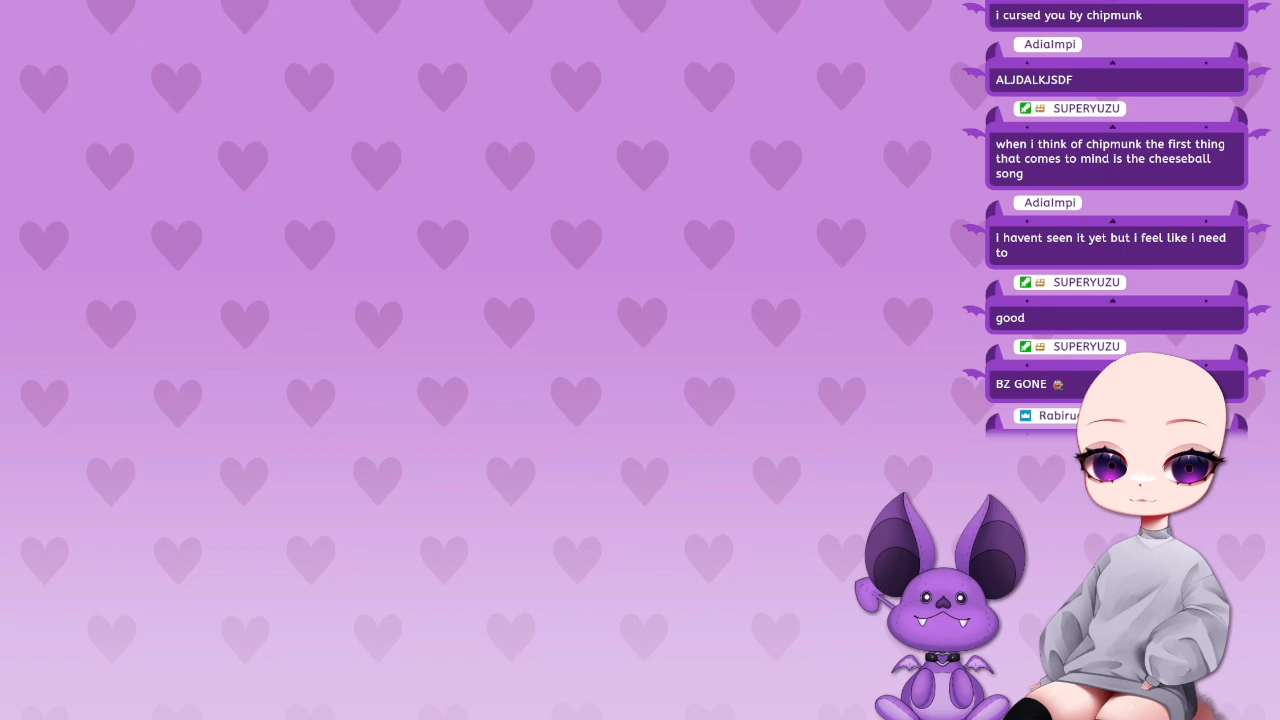 i cursed you by chipmunk
AdiaImpi
ALJDALKJSDF
SUPERYUZU
when i think of chipmunk the first thing
that comes to mind is the cheeseball
song
AdiaImpi
i havent seen it yet but i feel like i need
to
SUPERYUZU
good
SUPERYUZU
BZ GONE